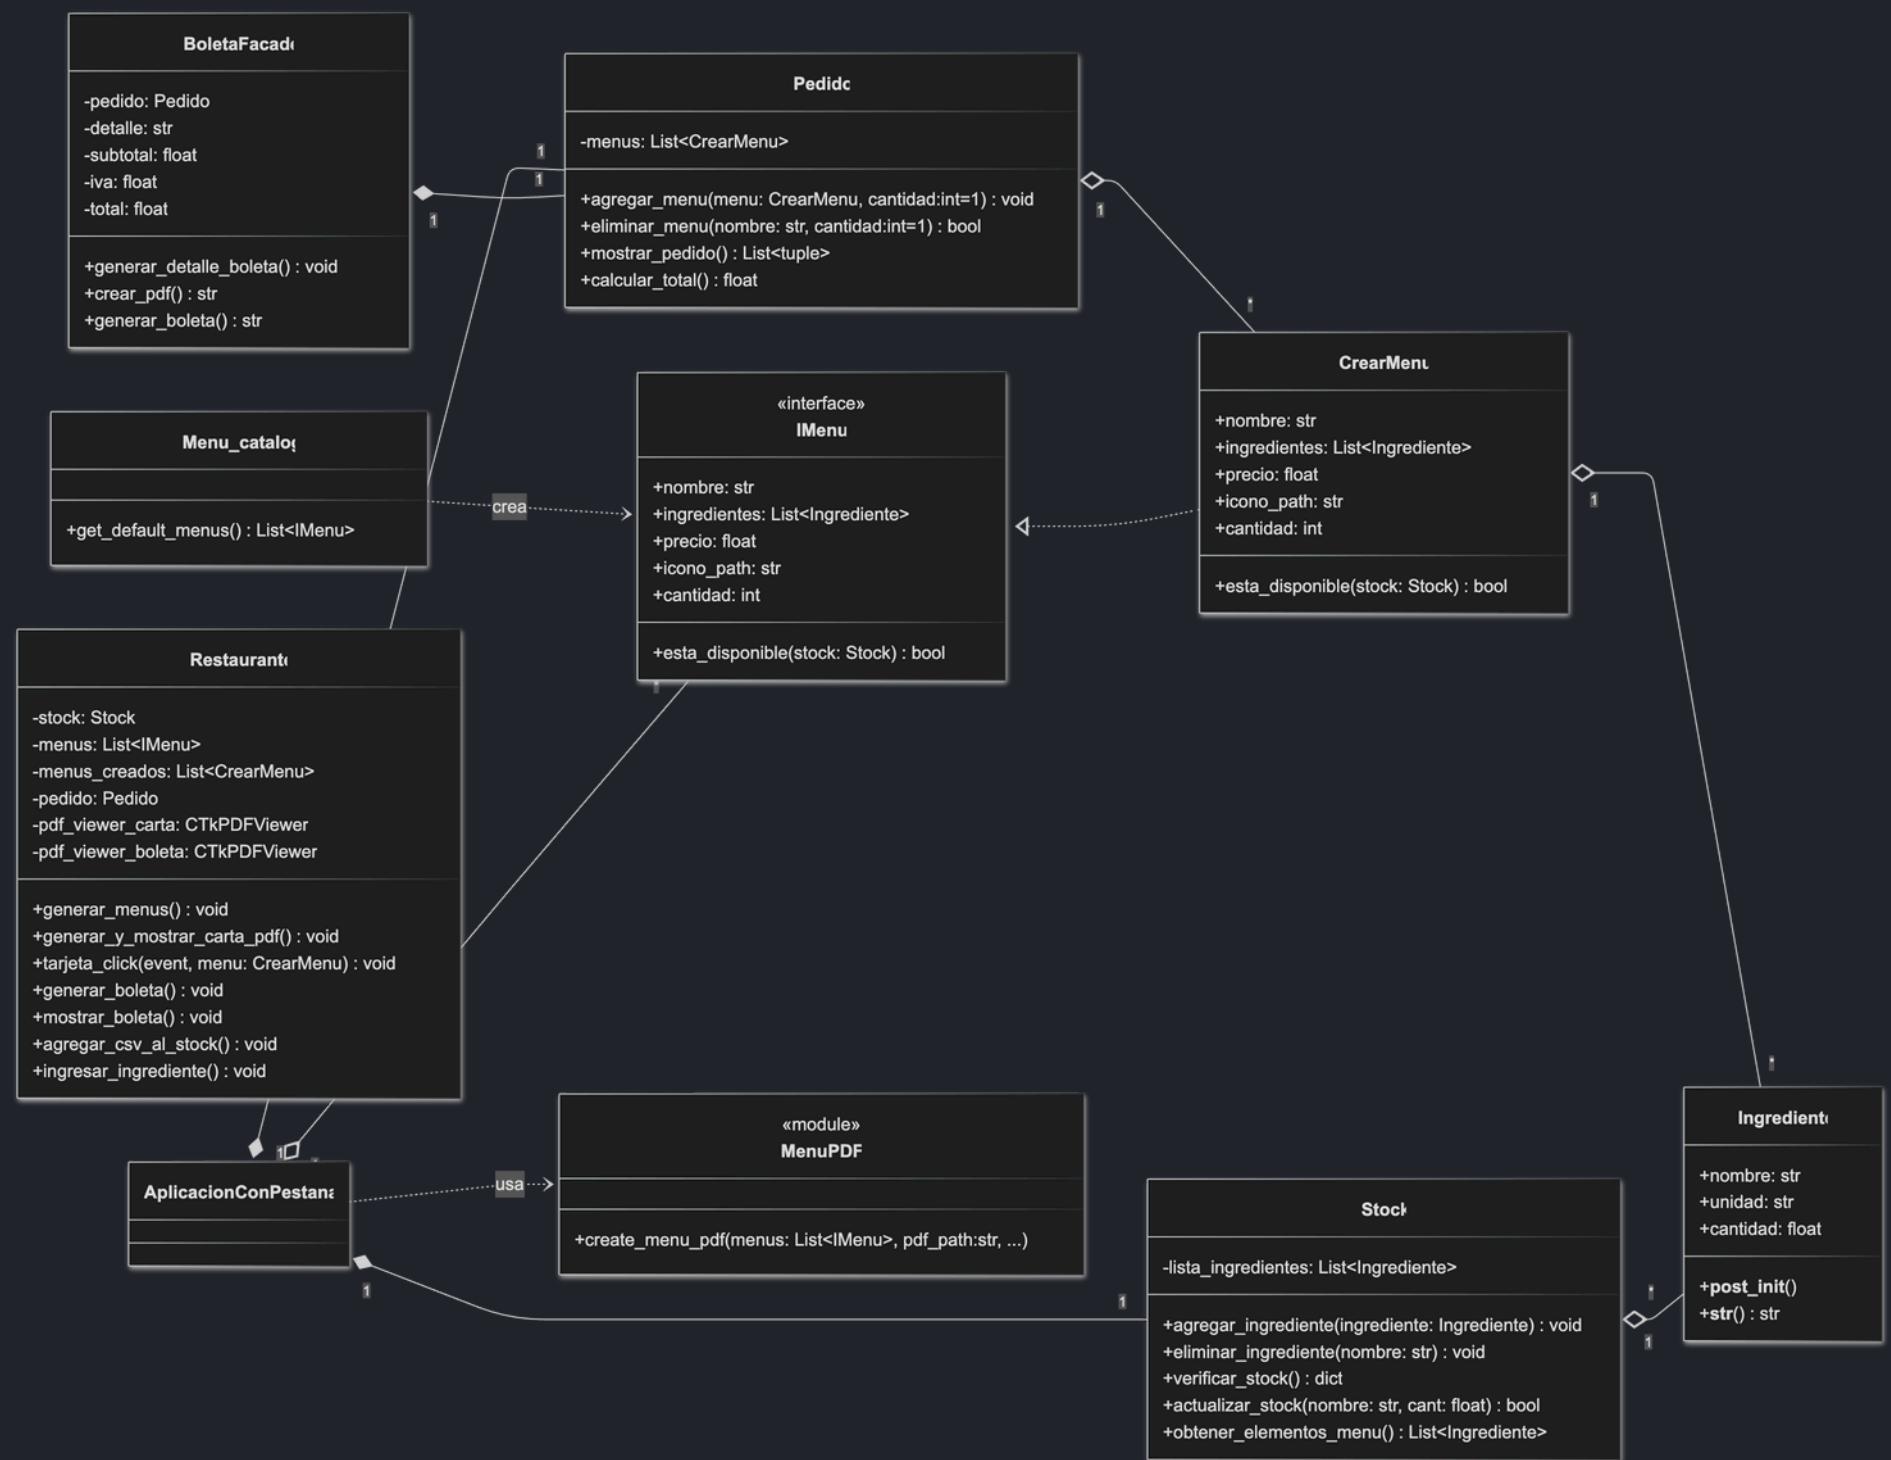 BoletaFacad
-pedido: Pedido
-detalle: str
-subtotal: float
-iva: float
-total: float
+generar_detalle_boleta() : void
+crear_pdf() : str
+generar_boleta() : str
1
1
1
Pedido
-menus: List<CrearMenu>
+agregar_menu(menu: CrearMenu, cantidad:int=1) : void
+eliminar_menu(nombre: str, cantidad:int=1) : bool
+mostrar_pedido() : List<tuple>
+calcular_total() : float
1
*
CrearMenu
+nombre: str
+ingredientes: List<Ingrediente>
+precio: float
+icono_path: str
+cantidad: int
+esta_disponible(stock: Stock) : bool
1
*
Menu_catalog
+get_default_menus() : List<IMenu>
crea
«interface»
IMenu
+nombre: str
+ingredientes: List<Ingrediente>
+precio: float
+icono_path: str
+cantidad: int
+esta_disponible(stock: Stock) : bool
*
Restaurant
-stock: Stock
-menus: List<IMenu>
-menus_creados: List<CrearMenu>
-pedido: Pedido
-pdf_viewer_carta: CTkPDFViewer
-pdf_viewer_boleta: CTkPDFViewer
+generar_menus() : void
+generar_y_mostrar_carta_pdf() : void
+tarjeta_click(event, menu: CrearMenu) : void
+generar_boleta() : void
+mostrar_boleta() : void
+agregar_csv_al_stock() : void
+ingresar_ingrediente() : void
1
AplicacionConPestana
usa
1
«module»
MenuPDF
+create_menu_pdf(menus: List<IMenu>, pdf_path:str, ...)
1
Stock
-lista_ingredientes: List<Ingrediente>
+agregar_ingrediente(ingrediente: Ingrediente) : void
+eliminar_ingrediente(nombre: str) : void
+verificar_stock() : dict
+actualizar_stock(nombre: str, cant: float) : bool
+obtener_elementos_menu() : List<Ingrediente>
*
1
Ingredient
+nombre: str
+unidad: str
+cantidad: float
+post_init()
+str() : str